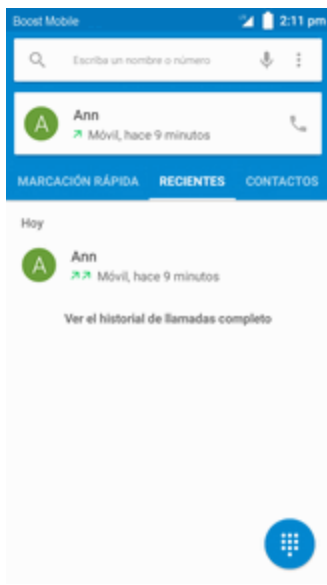 Boost Mobile 2:11 pm
Escriba un nombre o número
A
Ann
Móvil, hace 9 minutos
MARCACIÓN RÁPIDA RECIENTES CONTACTOS
Hoy
A
Ann
Móvil, hace 9 minutos
Ver el historial de llamadas completo